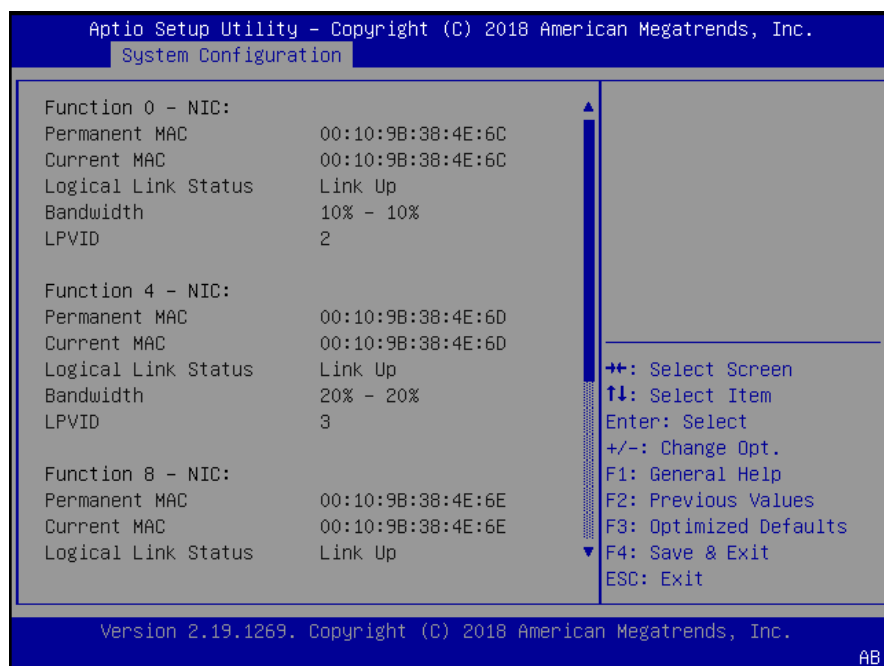 Aptio Setup Utility – Copyright (C) 2018 American Megatrends, Inc.
System Configuration
Function 0 – NIC:
Permanent MAC 00:10:9B:38:4E:6C
Current MAC 00:10:9B:38:4E:6C
Logical Link Status Link Up
Bandwidth 10% – 10%
LPVID 2
Function 4 – NIC:
Permanent MAC 00:10:9B:38:4E:6D
Current MAC 00:10:9B:38:4E:6D
Logical Link Status Link Up
Bandwidth 20% – 20%
LPVID 3
Function 8 – NIC:
Permanent MAC 00:10:9B:38:4E:6E
Current MAC 00:10:9B:38:4E:6E
Logical Link Status Link Up
→←: Select Screen
↑↓: Select Item
Enter: Select
+/-: Change Opt.
F1: General Help
F2: Previous Values
F3: Optimized Defaults
F4: Save & Exit
ESC: Exit
Version 2.19.1269. Copyright (C) 2018 American Megatrends, Inc.
AB